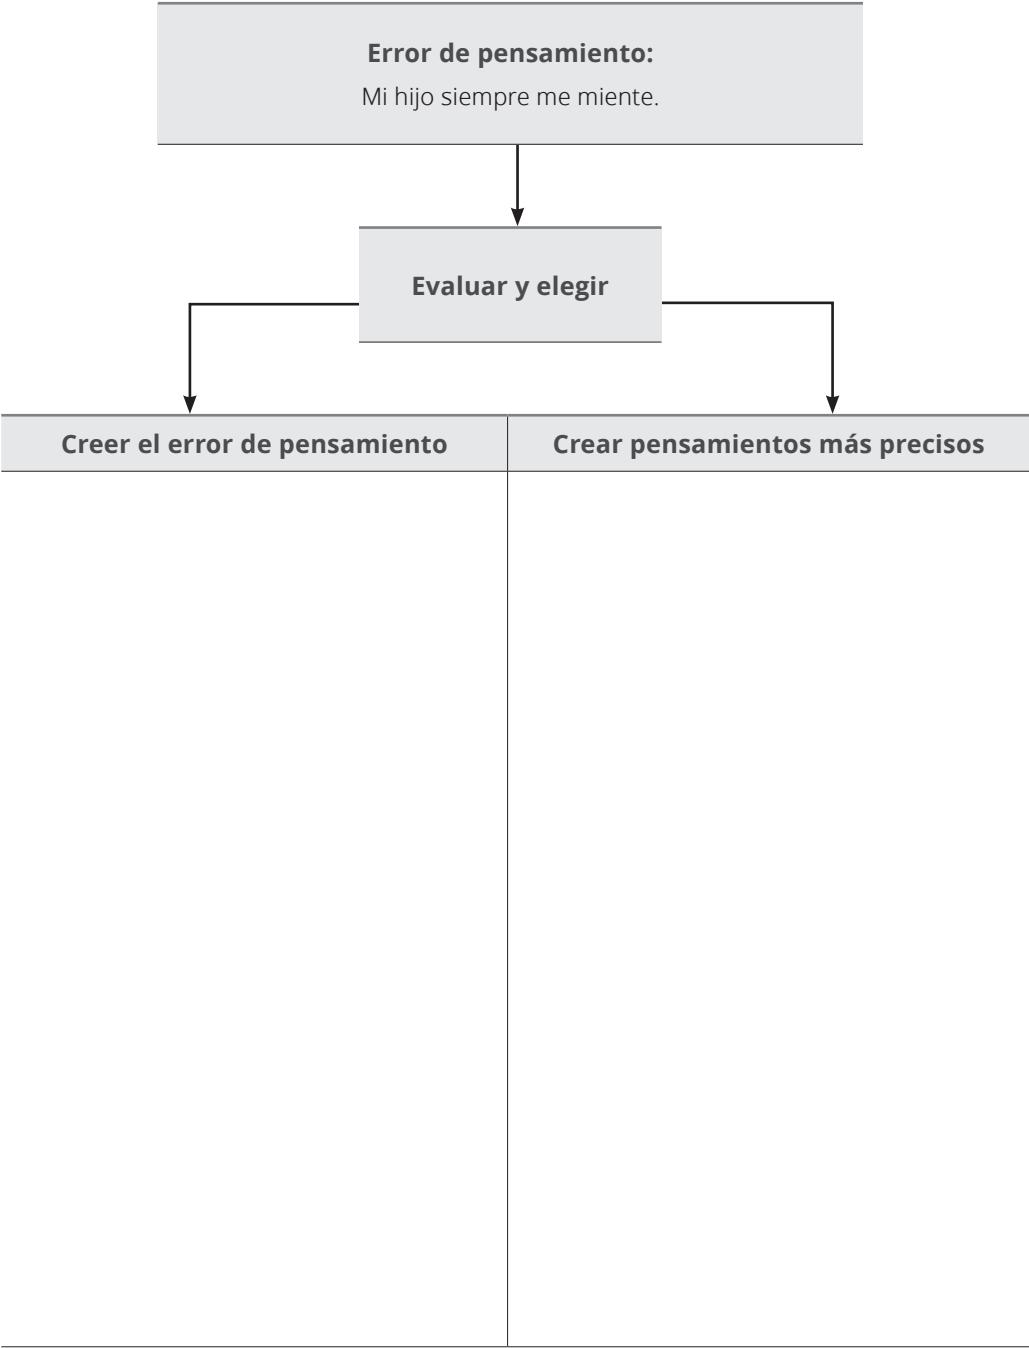 Error de pensamiento:
Mi hijo siempre me miente.
Evaluar y elegir
Creer el error de pensamiento
Crear pensamientos más precisos